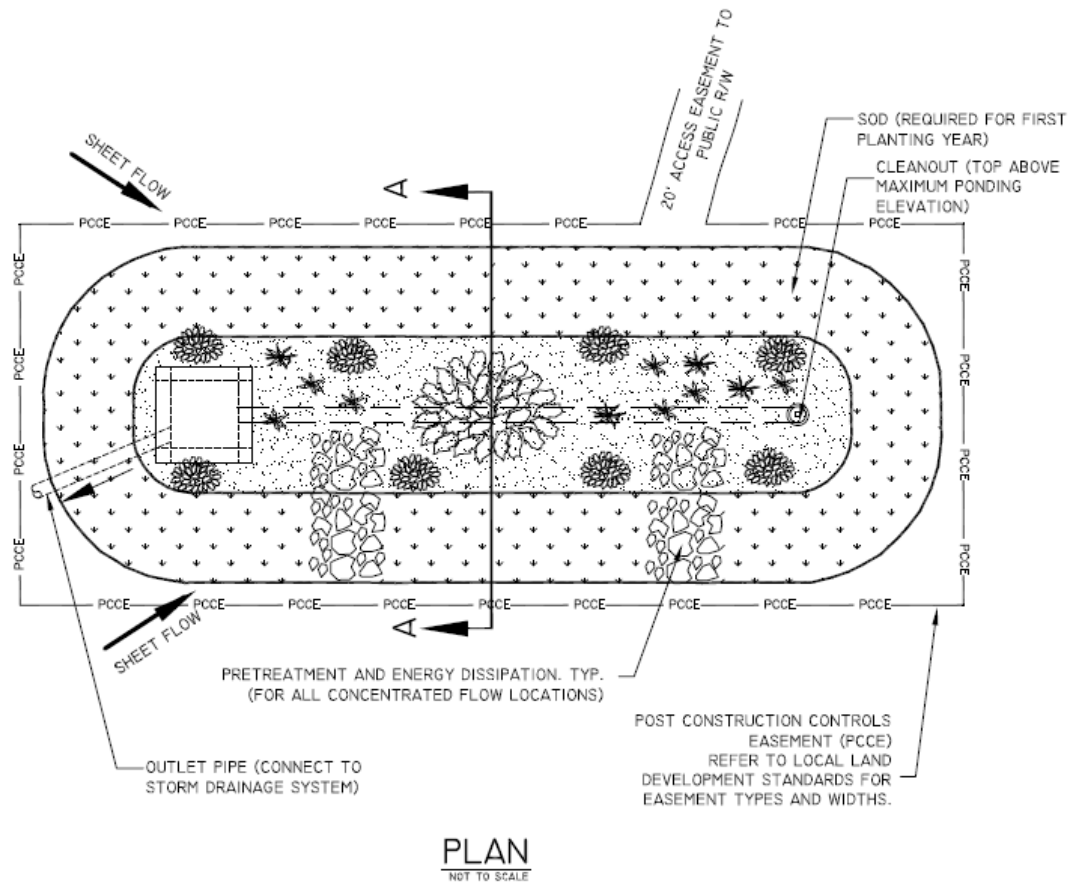 20' ACCESS EASEMENT TO
PUBLIC R/W
SOD (REQUIRED FOR FIRST
PLANTING YEAR)
CLEANOUT (TOP ABOVE
MAXIMUM PONDING
ELEVATION)
SHEET FLOW
A
PCCE PCCE PCCE PCCE PCCE PCCE PCCE PCCE
PCCE
PCCE
PCCE
PCCE
PCCE
PCCE
PCCE
PCCE
PCCE PCCE PCCE PCCE PCCE PCCE PCCE PCCE PCCE
A
SHEET FLOW
PRETREATMENT AND ENERGY DISSIPATION. TYP.
(FOR ALL CONCENTRATED FLOW LOCATIONS)
POST CONSTRUCTION CONTROLS
EASEMENT (PCCE)
REFER TO LOCAL LAND
DEVELOPMENT STANDARDS FOR
EASEMENT TYPES AND WIDTHS.
OUTLET PIPE (CONNECT TO
STORM DRAINAGE SYSTEM)
PLAN
NOT TO SCALE